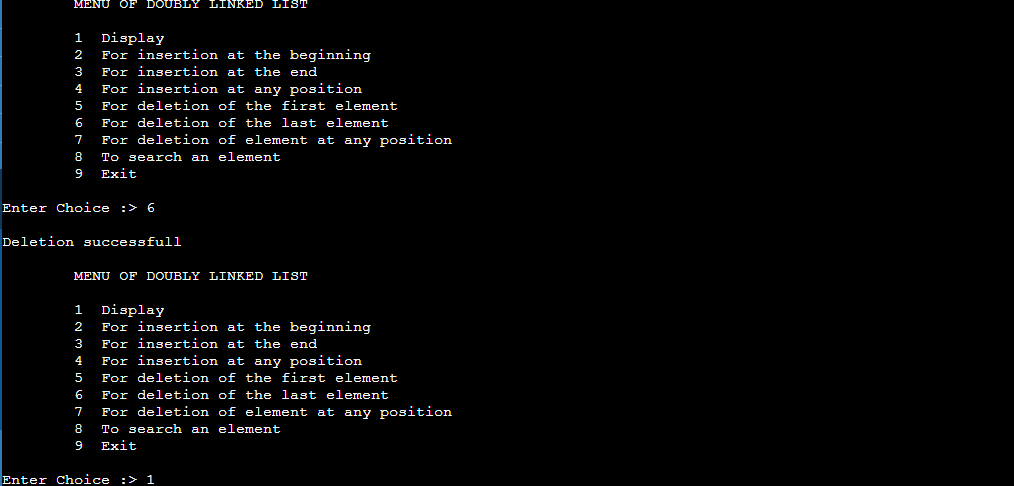 MENU OF DOUBLY LINKED LIST
1 Display
2 For insertion at the beginning
3 For insertion at the end
4 For insertion at any position
5 For deletion of the first element
6 For deletion of the last element
7 For deletion of element at any position
8 To search an element
9 Exit
Enter Choice :> 6
Deletion successfull
MENU OF DOUBLY LINKED LIST
1 Display
2 For insertion at the beginning
3 For insertion at the end
4 For insertion at any position
5 For deletion of the first element
6 For deletion of the last element
7 For deletion of element at any position
8 To search an element
9 Exit
Enter Choice :> 1